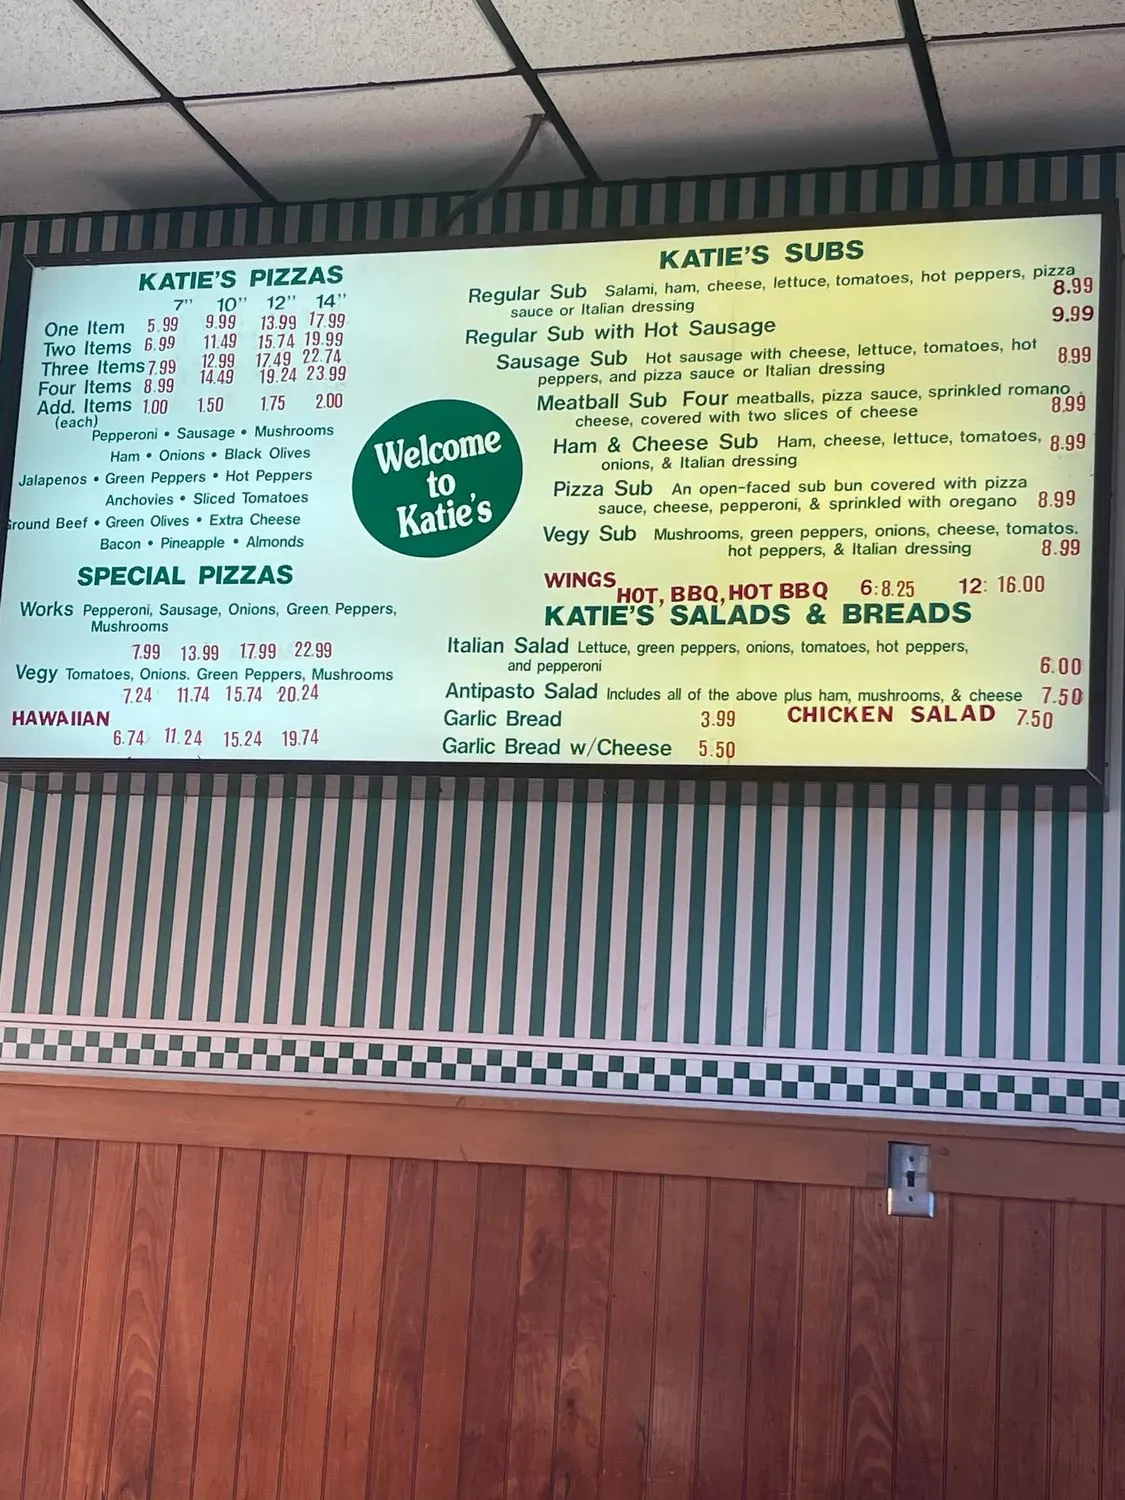 KATIE'S PIZZAS
7" 10" 12" 14"
One Item 5.99 9.99 13.99 17.99
Two Items 6.99 11.49 15.74 19.99
Three Items 7.99 12.99 17.49 22.74
Four Items 8.99 14.49 19.24 23.99
Add. Items 1.00 1.50 1.75 2.00
(each)
Pepperoni • Sausage • Mushrooms
Ham • Onions • Black Olives
Jalapenos • Green Peppers • Hot Peppers
Anchovies • Sliced Tomatoes
Ground Beef • Green Olives • Extra Cheese
Bacon • Pineapple • Almonds
SPECIAL PIZZAS
Works Pepperoni, Sausage, Onions, Green Peppers,
Mushrooms
7.99 13.99 17.99 22.99
Vegy Tomatoes, Onions. Green Peppers, Mushrooms
7.24 11.74 15.74 20.24
HAWAIIAN
6.74 11.24 15.24 19.74
Welcome
to
Katie's
KATIE'S SUBS
Regular Sub Salami, ham, cheese, lettuce, tomatoes, hot peppers, pizza
sauce or Italian dressing 8.99
Regular Sub with Hot Sausage 9.99
Sausage Sub Hot sausage with cheese, lettuce, tomatoes, hot
peppers, and pizza sauce or Italian dressing 8.99
Meatball Sub Four meatballs, pizza sauce, sprinkled romano
cheese, covered with two slices of cheese 8.99
Ham & Cheese Sub Ham, cheese, lettuce, tomatoes,
onions, & Italian dressing 8.99
Pizza Sub An open-faced sub bun covered with pizza
sauce, cheese, pepperoni, & sprinkled with oregano 8.99
Vegy Sub Mushrooms, green peppers, onions, cheese, tomatos.
hot peppers, & Italian dressing 8.99
WINGS HOT, BBQ, HOT BBQ 6: 8.25 12: 16.00
KATIE'S SALADS & BREADS
Italian Salad Lettuce, green peppers, onions, tomatoes, hot peppers,
and pepperoni 6.00
Antipasto Salad Includes all of the above plus ham, mushrooms, & cheese 7.50
Garlic Bread 3.99 CHICKEN SALAD 7.50
Garlic Bread w/Cheese 5.50